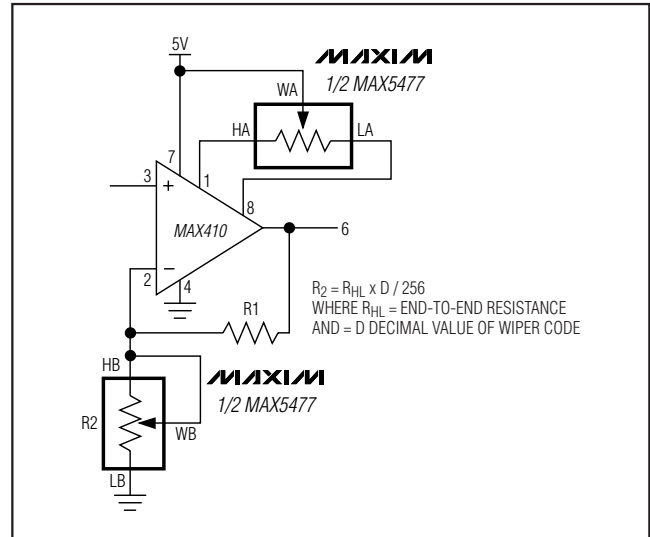 5V
MAXIM
1/2 MAX5477
WA
HA
LA
7
1
3
+
8
MAX410
6
2
−
4
R1
R2 = RHL x D / 256
WHERE RHL = END-TO-END RESISTANCE
AND = D DECIMAL VALUE OF WIPER CODE
HB
MAXIM
1/2 MAX5477
R2
WB
LB